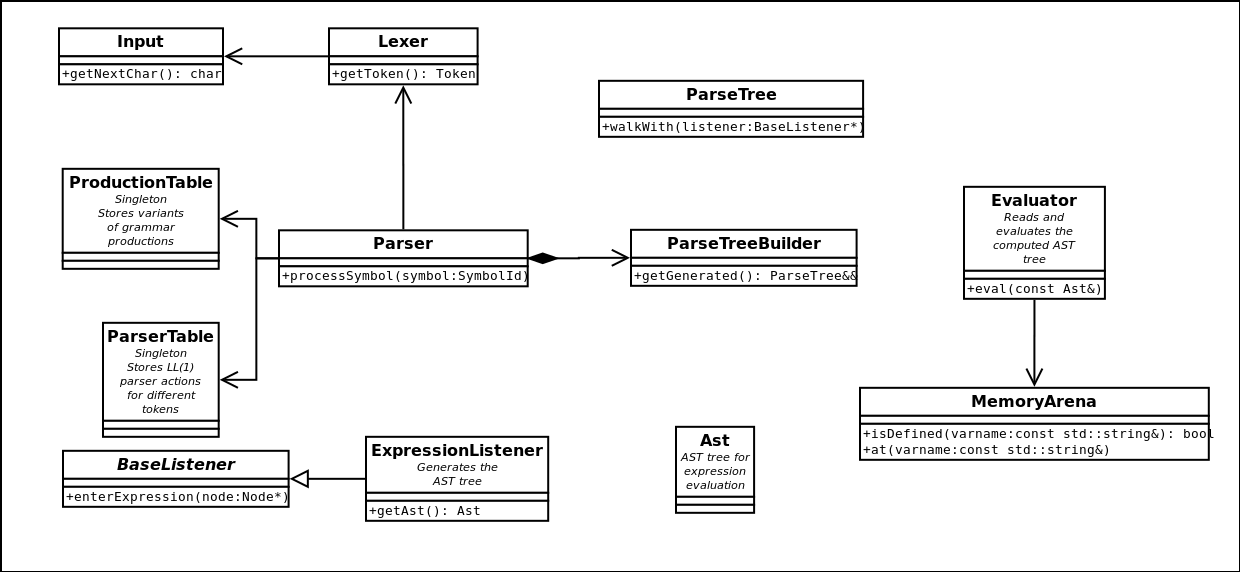 Input
+getNextChar(): char
Lexer
+getToken(): Token
ParseTree
+walkWith(listener:BaseListener*)
ProductionTable
Singleton
Stores variants
of grammar
productions
Parser
+processSymbol(symbol:SymbolId)
ParseTreeBuilder
+getGenerated(): ParseTree&&
Evaluator
Reads and
evaluates the
computed AST
tree
+eval(const Ast&)
ParserTable
Singleton
Stores LL(1)
parser actions
for different
tokens
MemoryArena
+isDefined(varname:const std::string&): bool
+at(varname:const std::string&)
BaseListener
+enterExpression(node:Node*)
ExpressionListener
Generates the
AST tree
+getAst(): Ast
Ast
AST tree for
expression
evaluation